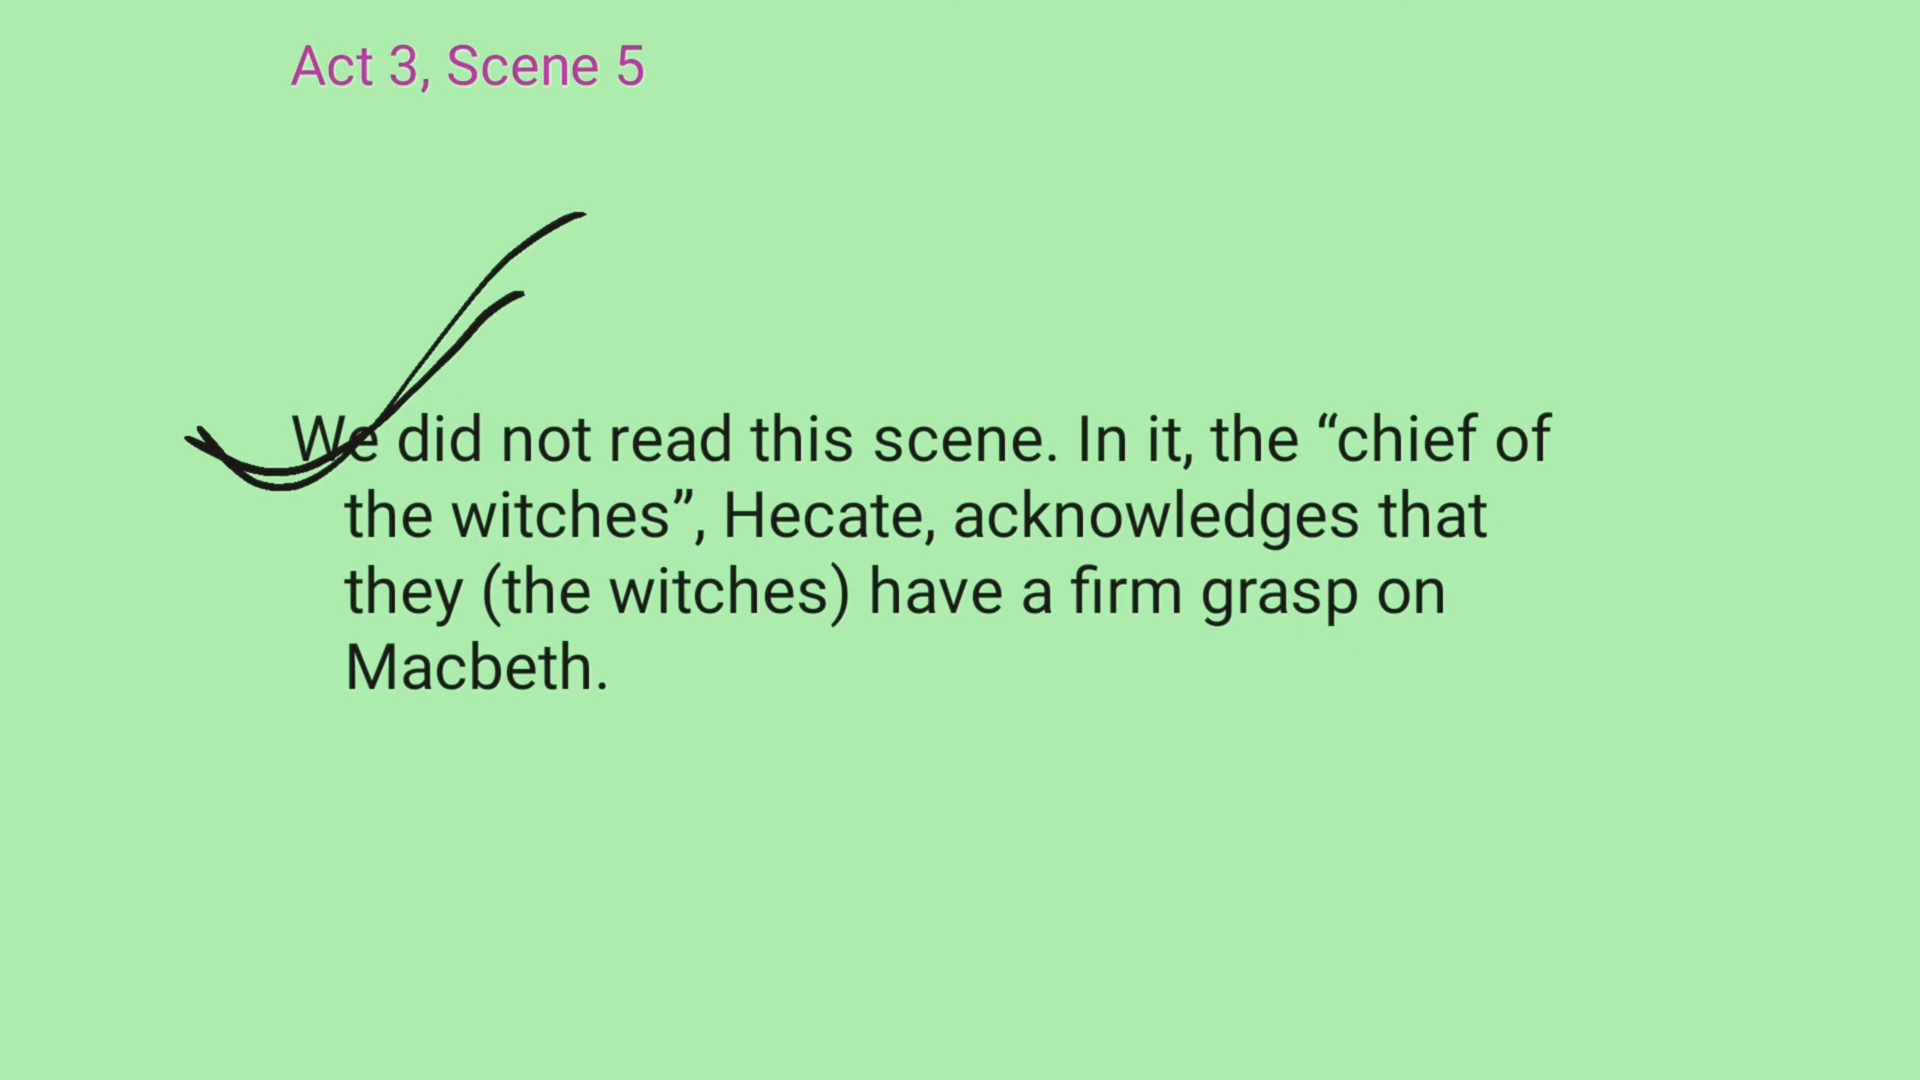 Act 3, Scene 5
We did not read this scene. In it, the “chief of
the witches”, Hecate, acknowledges that
they (the witches) have a firm grasp on
Macbeth.